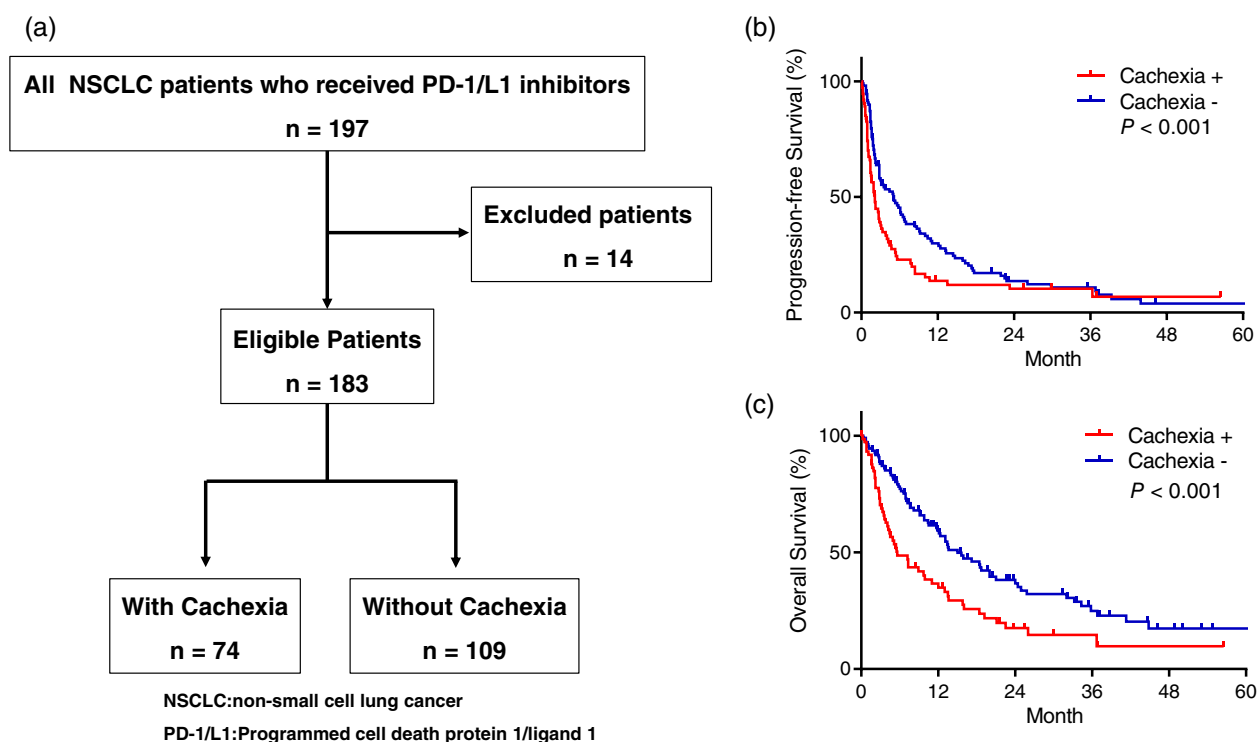 (a)
All NSCLC patients who received PD-1/L1 inhibitors
n = 197
Excluded patients
n = 14
Eligible Patients
n = 183
With Cachexia
n = 74
Without Cachexia
n = 109
NSCLC:non-small cell lung cancer
PD-1/L1:Programmed cell death protein 1/ligand 1
(b)
Progression-free Survival (%)
100
50
0
Cachexia +
Cachexia -
P < 0.001
0 12 24 36 48 60
Month
(c)
Overall Survival (%)
100
50
0
Cachexia +
Cachexia -
P < 0.001
0 12 24 36 48 60
Month